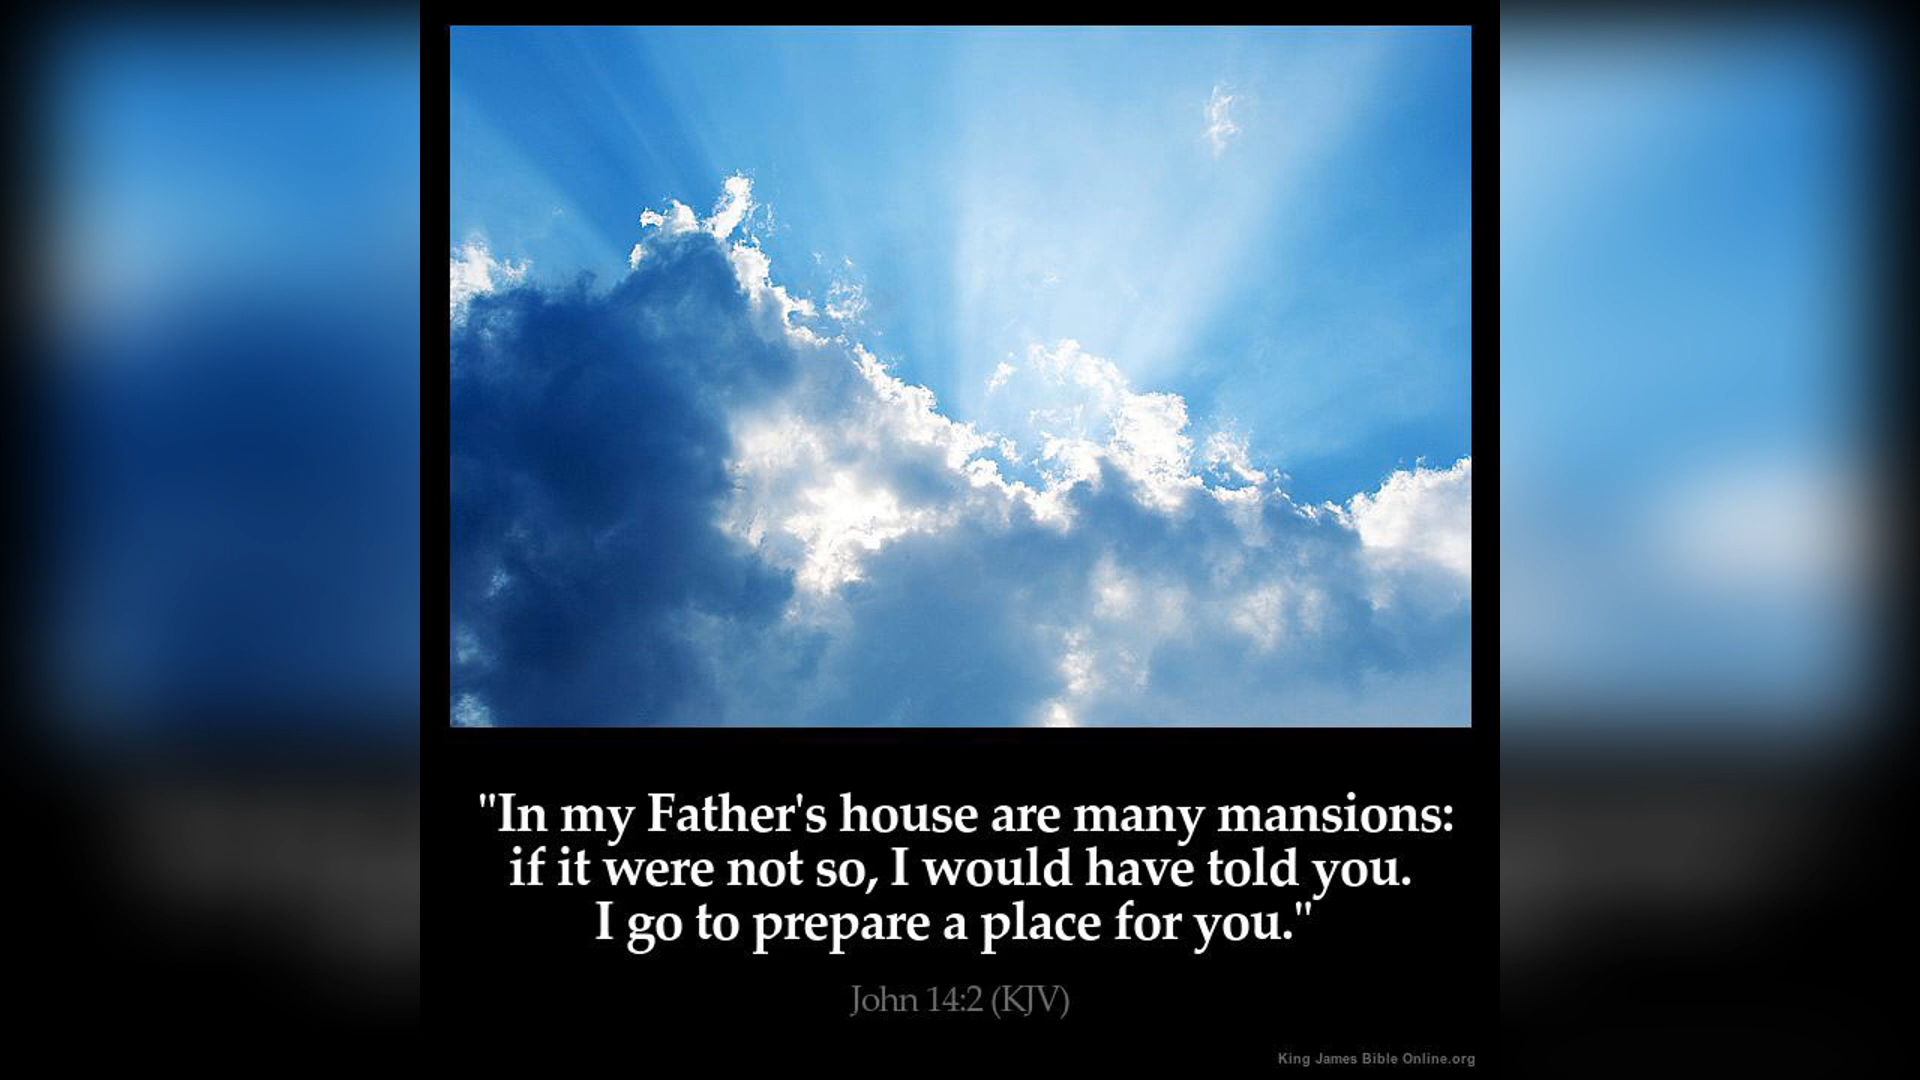 "In my Father's house are many mansions:
if it were not so, I would have told you.
I go to prepare a place for you."
John 14:2 (KJV)
King James Bible Online.org